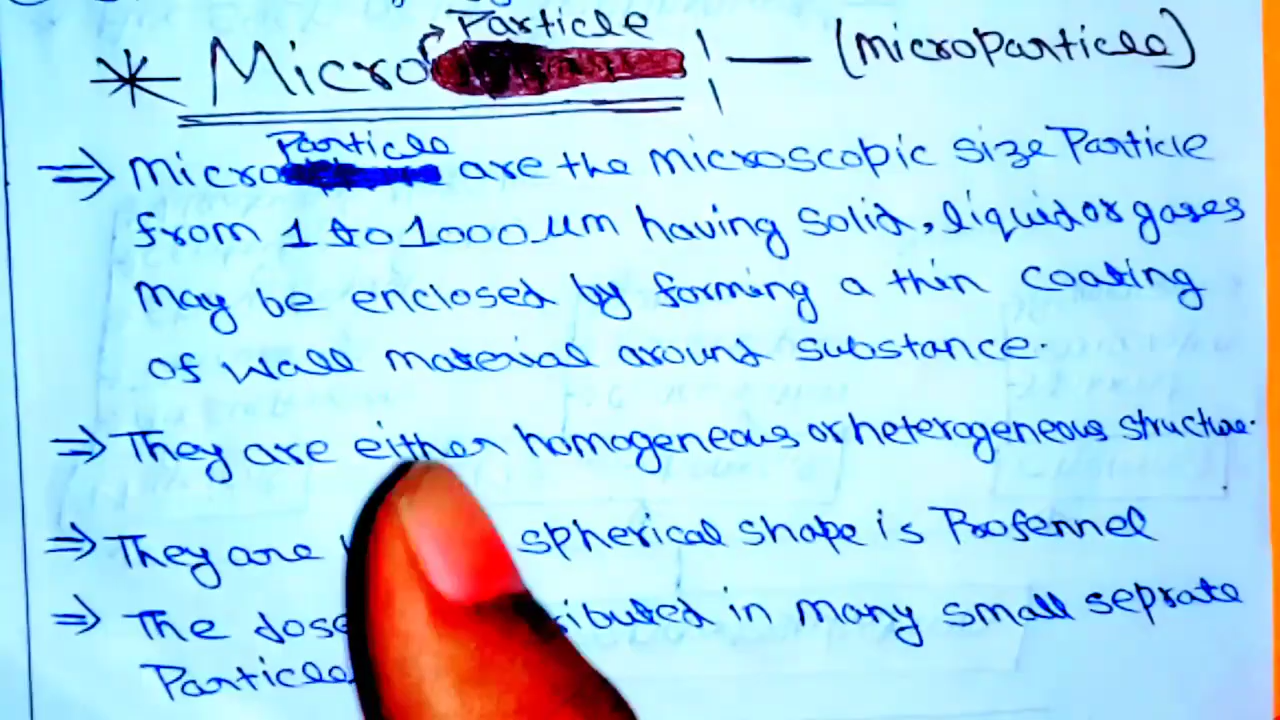 * Micro Particle :— (microparticle)
⇒ Micro Particle are the microscopic size Particle
from 1 to 1000 um having solid, liquid or gases
May be enclosed by forming a thin coating
of wall material around substance.
⇒ They are either homogeneous or heterogeneous structure.
⇒ They are spherical shape is
⇒ The dose in many small seprate
Particle